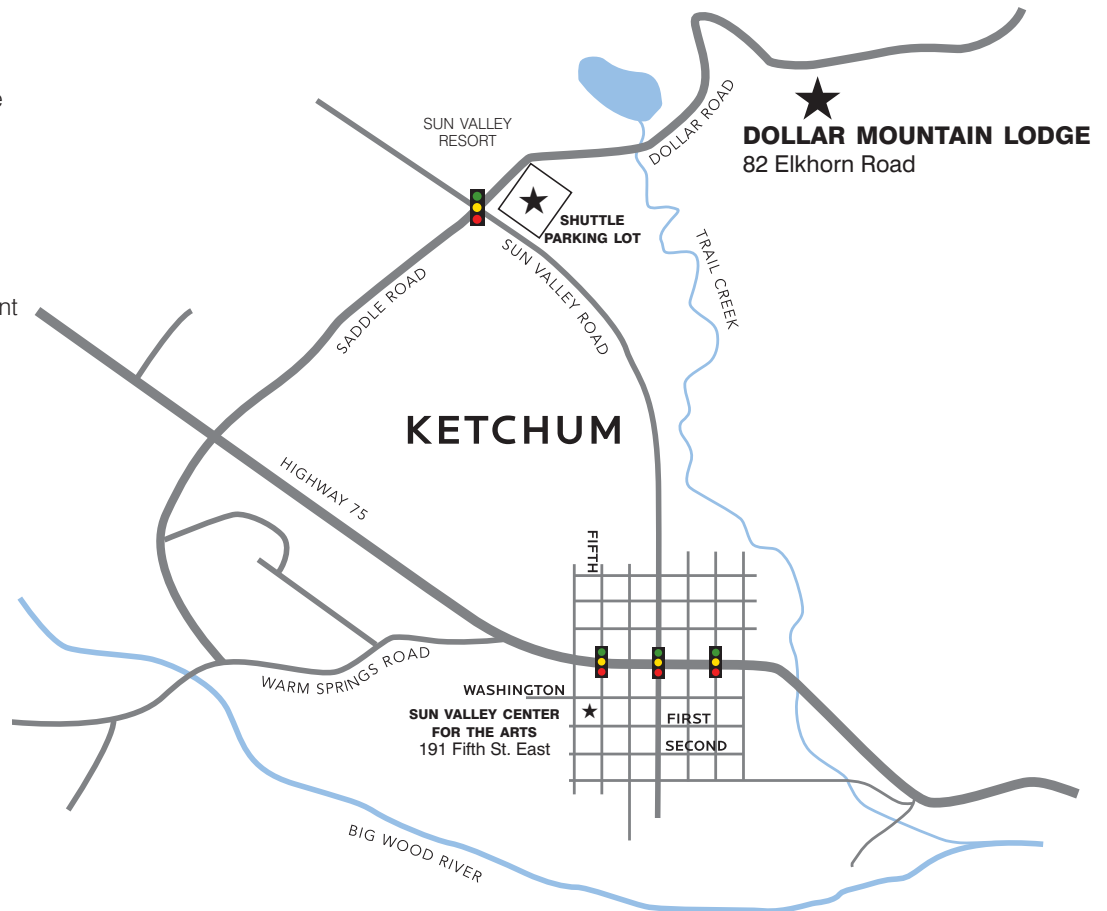 e
SUN VALLEY
RESORT
DOLLAR ROAD
DOLLAR MOUNTAIN LODGE
82 Elkhorn Road
SHUTTLE
PARKING LOT
SUN VALLEY ROAD
TRAIL CREEK
SADDLE ROAD
nt
KETCHUM
HIGHWAY 75
FIFTH
WARM SPRINGS ROAD
WASHINGTON
SUN VALLEY CENTER
FOR THE ARTS
191 Fifth St. East
FIRST
SECOND
BIG WOOD RIVER